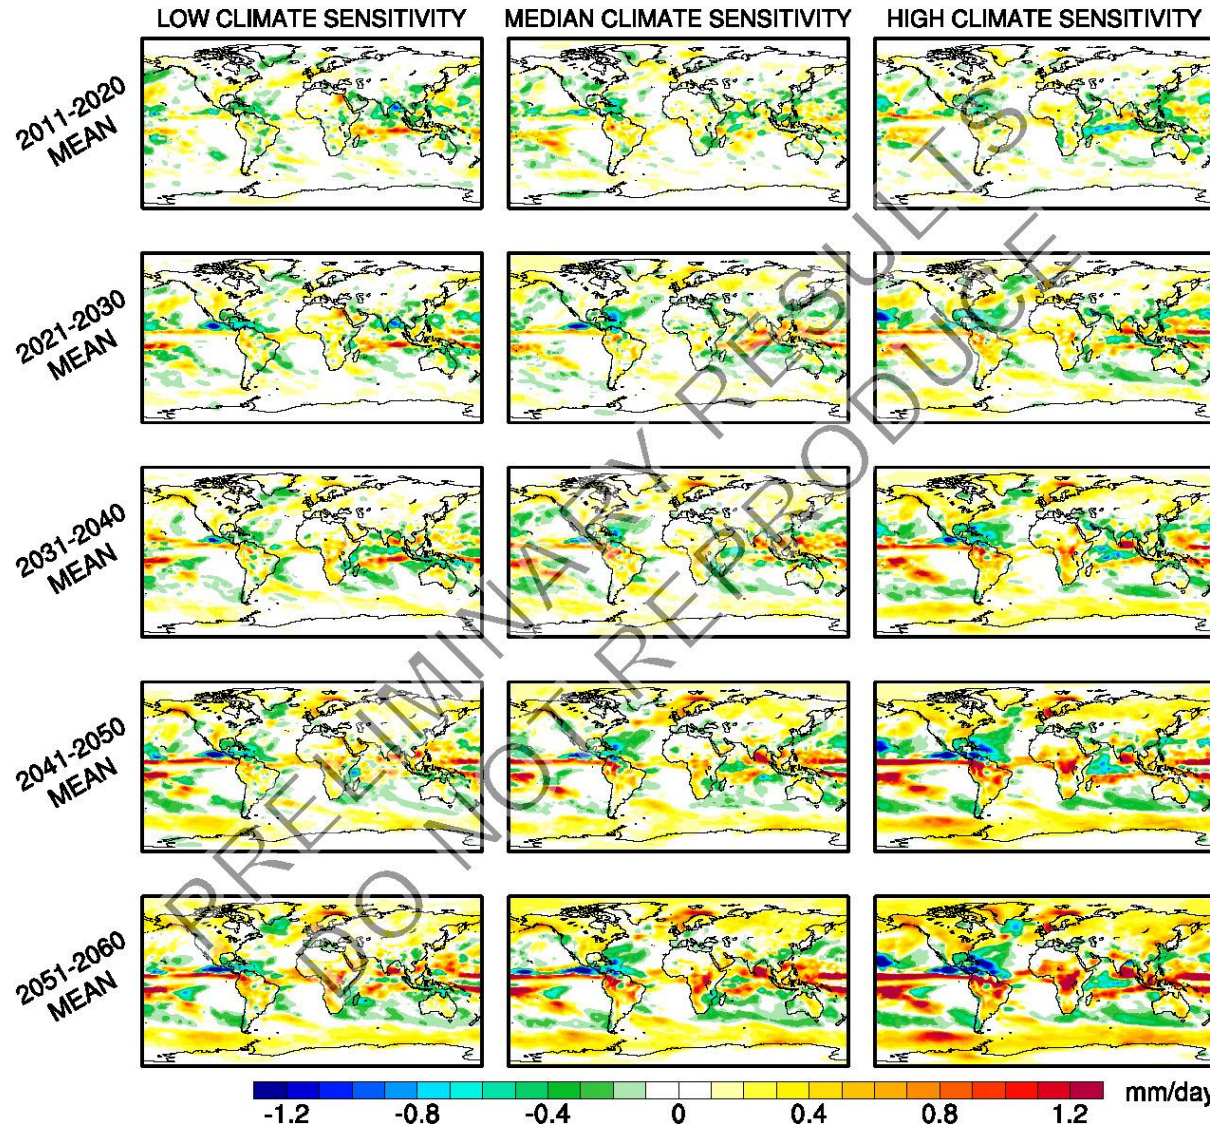 LOW CLIMATE SENSITIVITY
MEDIAN CLIMATE SENSITIVITY
HIGH CLIMATE SENSITIVITY
2011-2020
MEAN
2021-2030
MEAN
2031-2040
MEAN
2041-2050
MEAN
2051-2060
MEAN
PRELIMINARY RESULTS
DO NOT REPRODUCE
-1.2 -0.8 -0.4 0 0.4 0.8 1.2 mm/day